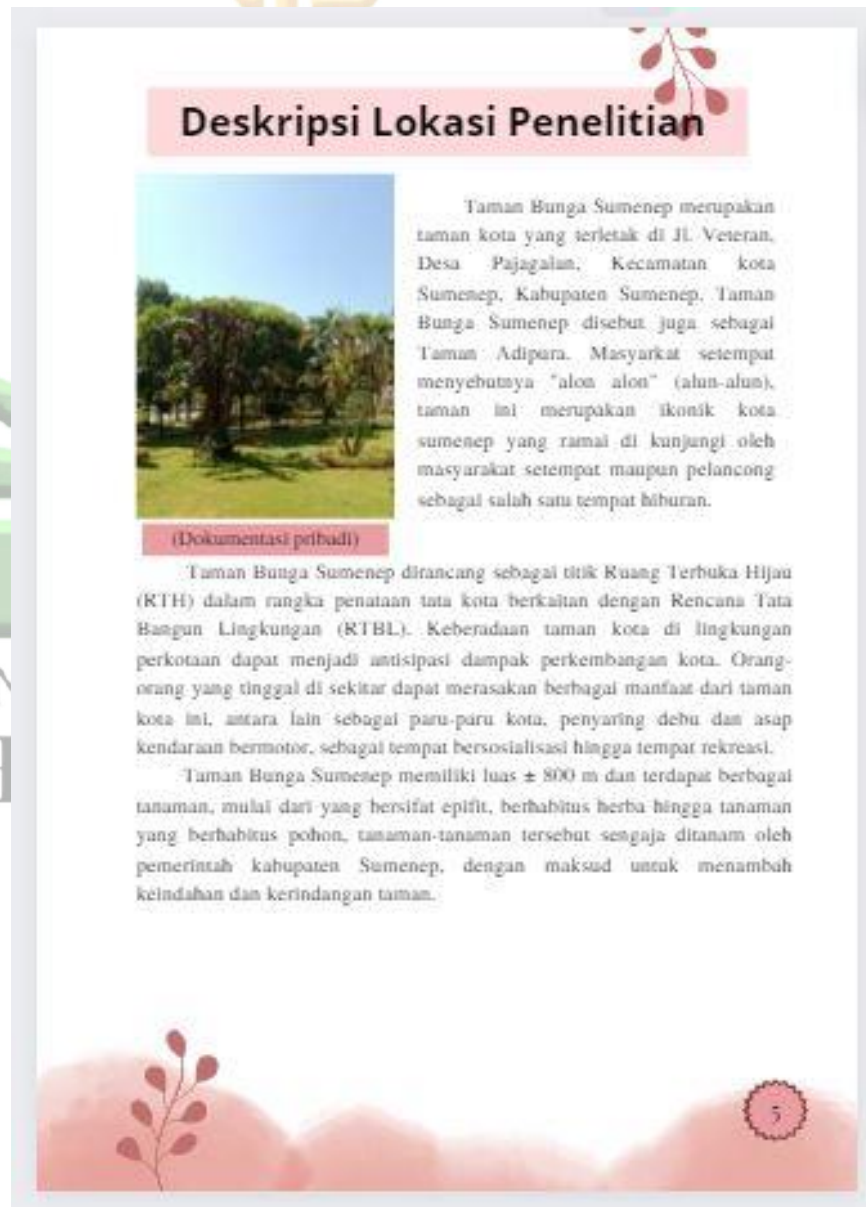 Deskripsi Lokasi Penelitian
Taman Bunga Sumenep merupakan
taman kota yang terletak di Jl. Veteran,
Desa Pajagalan, Kecamatan kota
Sumenep, Kabupaten Sumenep, Taman
Bunga Sumenep disebut juga sebagai
Taman Adipura. Masyarkat setempat
menyebutnya "alon alon" (alun-alun),
taman ini merupakan ikonik kota
sumenep yang ramai di kunjungi oleh
masyarakat setempat maupun pelancong
sebagai salah satu tempat hiburan.
(Dokumentasi pribadi)
Taman Bunga Sumenep dirancang sebagai titik Ruang Terbuka Hijau
(RTH) dalam rangka penataan tata kota berkaitan dengan Rencana Tata
Bangun Lingkungan (RTBL). Keberadaan taman kota di lingkungan
perkotaan dapat menjadi antisipasi dampak perkembangan kota. Orang-
orang yang tinggal di sekitar dapat merasakan berbagai manfaat dari taman
kota ini, antara lain sebagai paru-paru kota, penyaring debu dan asap
kendaraan bermotor, sebagai tempat bersosialisasi hingga tempat rekreasi.
Taman Bunga Sumenep memiliki luas ± 800 m dan terdapat berbagai
tanaman, mulai dari yang bersifat epifit, berhabitus herba hingga tanaman
yang berhabitus pohon, tanaman-tanaman tersebut sengaja ditanam oleh
pemerintah kabupaten Sumenep, dengan maksud untuk menambah
keindahan dan kerindangan taman.
5